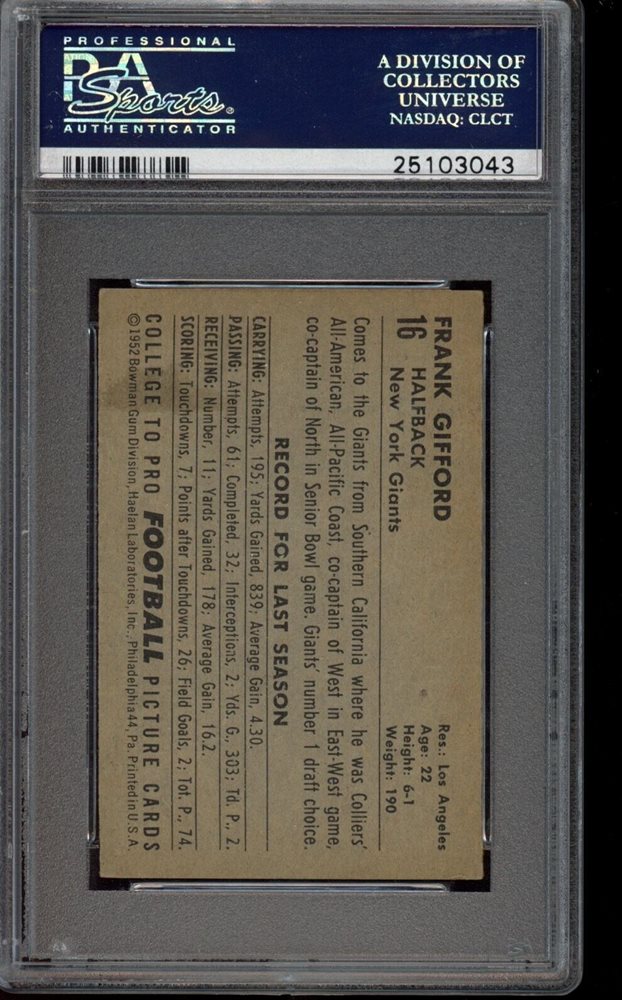 PROFESSIONAL
PSA
Sports®
AUTHENTICATOR
A DIVISION OF
COLLECTORS
UNIVERSE
NASDAQ: CLCT
25103043
FRANK GIFFORD
16 HALFBACK
New York Giants
Res.: Los Angeles
Age: 22
Height: 6-1
Weight: 190
Comes to the Giants from Southern California where he was Colliers'
All-American, All-Pacific Coast, co-captain of West in East-West game,
co-captain of North in Senior Bowl game. Giants' number 1 draft choice.
RECORD FOR LAST SEASON
CARRYING: Attempts, 195; Yards Gained, 839; Average Gain, 4.30.
PASSING: Attempts, 61; Completed, 32; Interceptions, 2; Yds. G., 303; Td. P., 2.
RECEIVING: Number, 11; Yards Gained, 178; Average Gain, 16.2.
SCORING: Touchdowns, 7; Points after Touchdowns, 26; Field Goals, 2; Tot. P., 74.
COLLEGE TO PRO FOOTBALL PICTURE CARDS
©1952 Bowman Gum Division, Haelan Laboratories, Inc., Philadelphia 44, Pa. Printed in U.S.A.